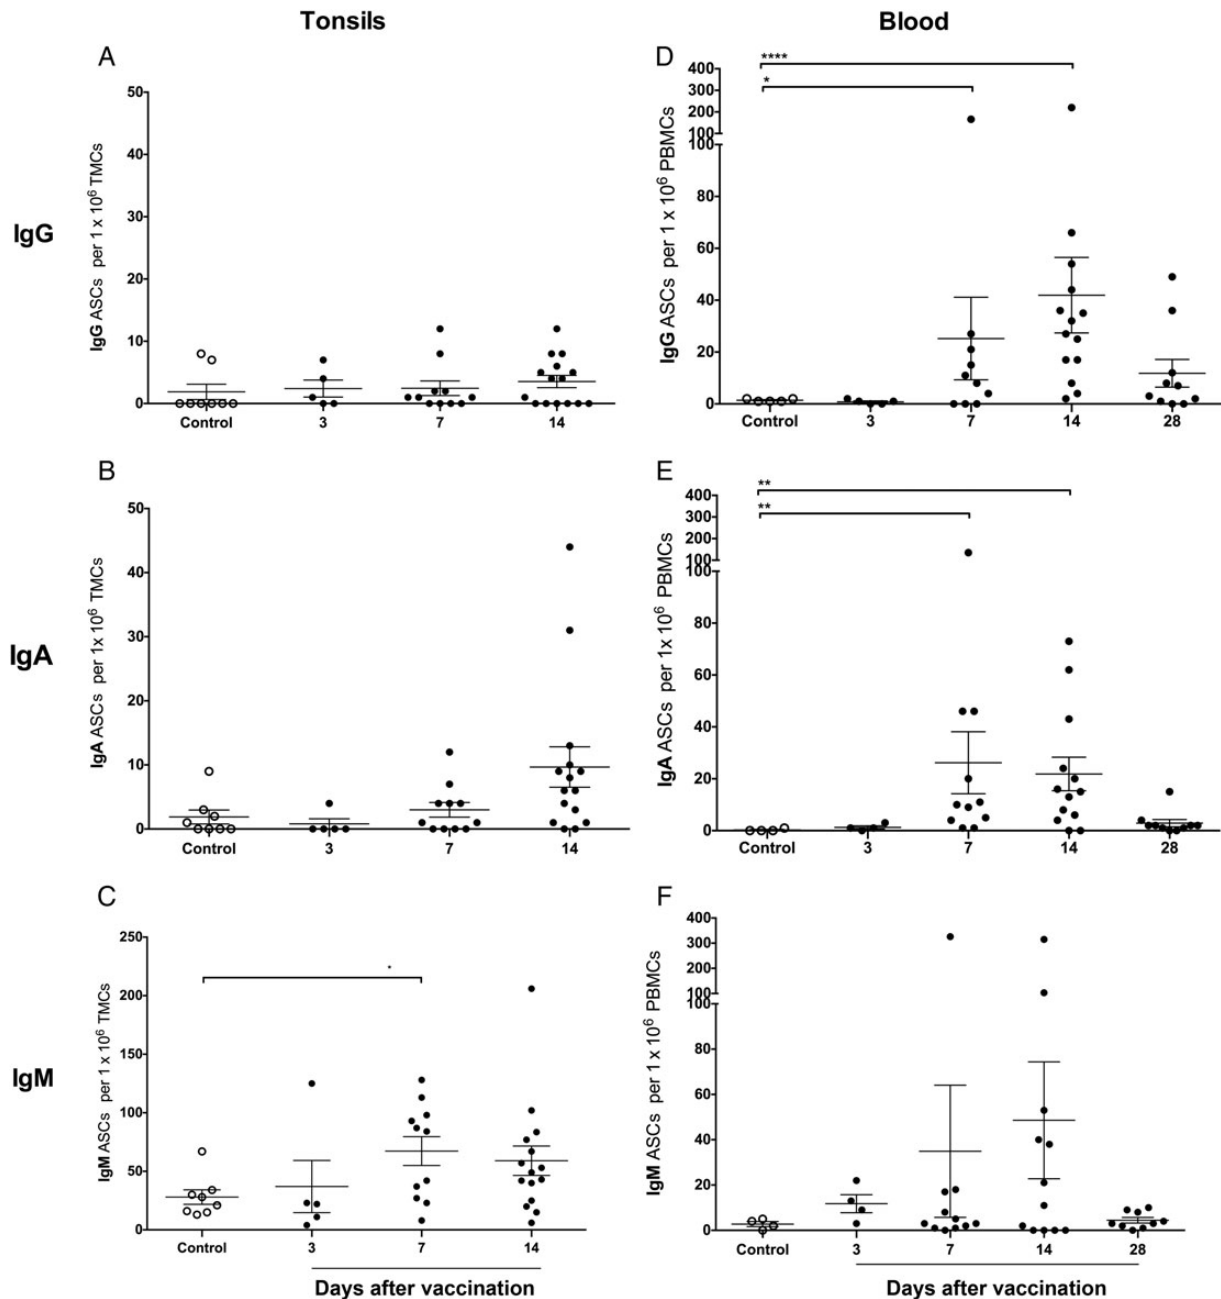 Tonsils
Blood
A
50
40
30
20
10
0
IgG ASCs per 1 x 10⁶ TMCs
Control 3 7 14
D
400
300
200
100
100
80
60
40
20
0
IgG ASCs per 1 x 10⁶ PBMCs
****
*
Control 3 7 14 28
IgG
B
50
40
30
20
10
0
IgA ASCs per 1x 10⁶ TMCs
Control 3 7 14
E
400
300
200
100
100
80
60
40
20
0
IgA ASCs per 1x 10⁶ PBMCs
**
**
Control 3 7 14 28
IgA
C
250
200
150
100
50
0
IgM ASCs per 1 x 10⁶ TMCs
*
Control 3 7 14
Days after vaccination
F
400
300
200
100
100
80
60
40
20
0
IgM ASCs per 1 x 10⁶ PBMCs
Control 3 7 14 28
Days after vaccination
IgM